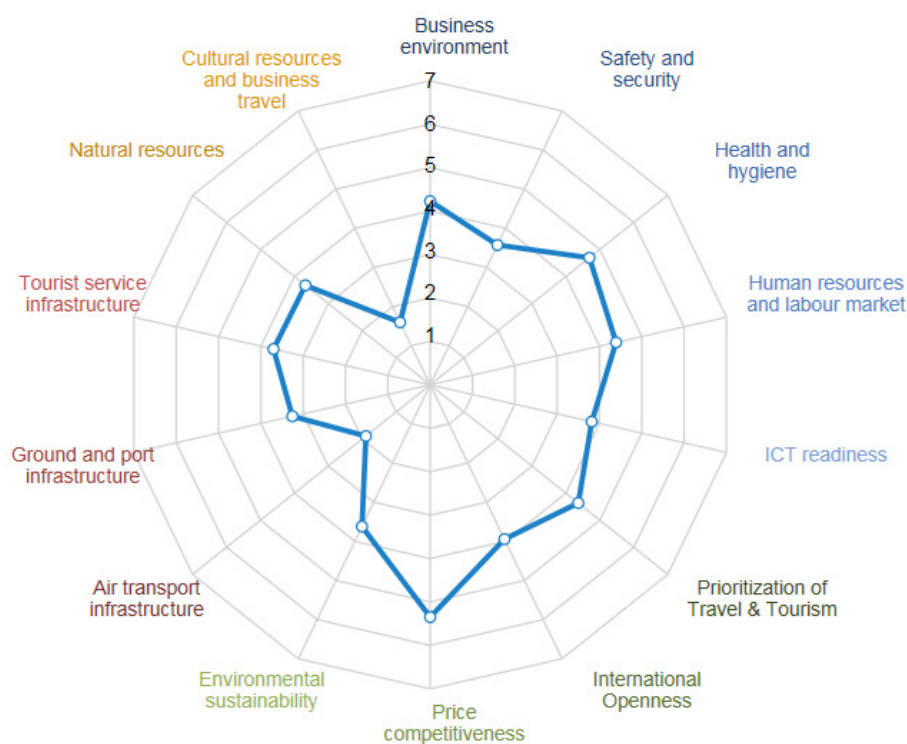 Business
environment
Safety and
security
Health and
hygiene
Human resources
and labour market
ICT readiness
Prioritization of
Travel & Tourism
International
Openness
Price
competitiveness
Environmental
sustainability
Air transport
infrastructure
Ground and port
infrastructure
Tourist service
infrastructure
Natural resources
Cultural resources
and business
travel
7
6
5
4
3
2
1